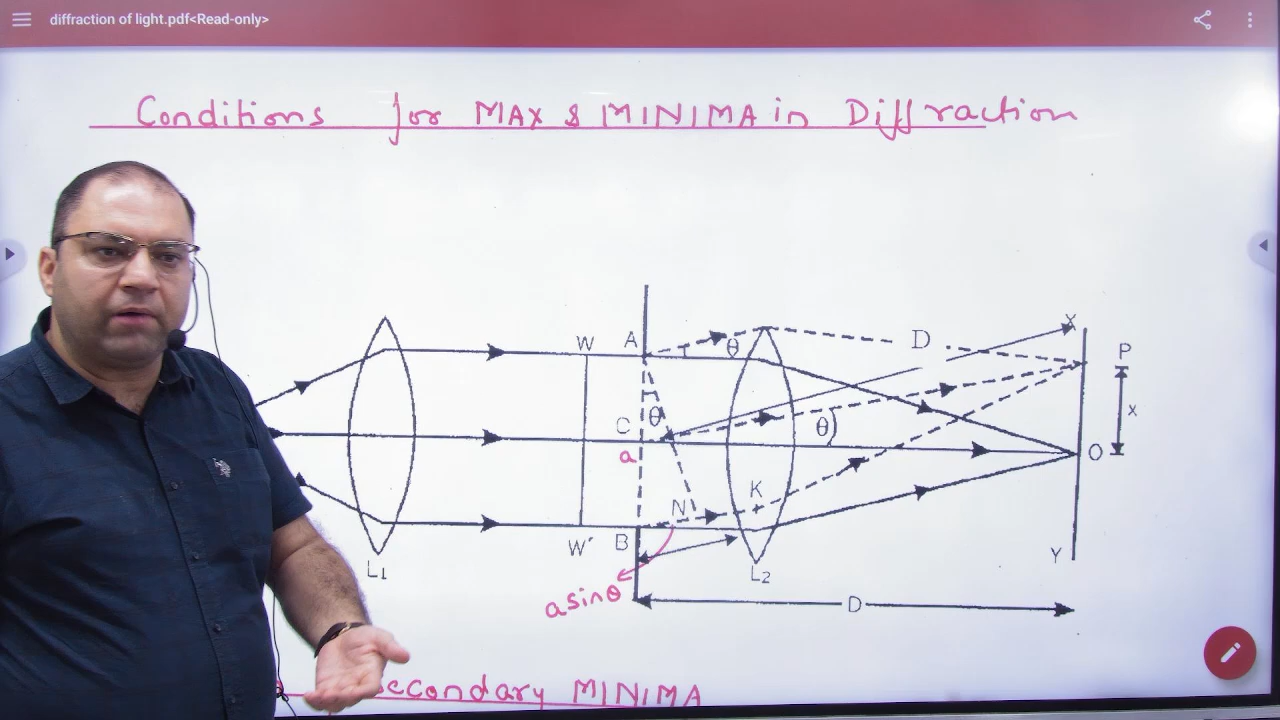 diffraction of light.pdf<Read-only>
Conditions for MAX & MINIMA in Diffraction
X
A
W
θ
D
P
θ
x
C
θ
a
O
K
N
W'
B
Y
L1
L2
a sinθ
D
secondary MINIMA